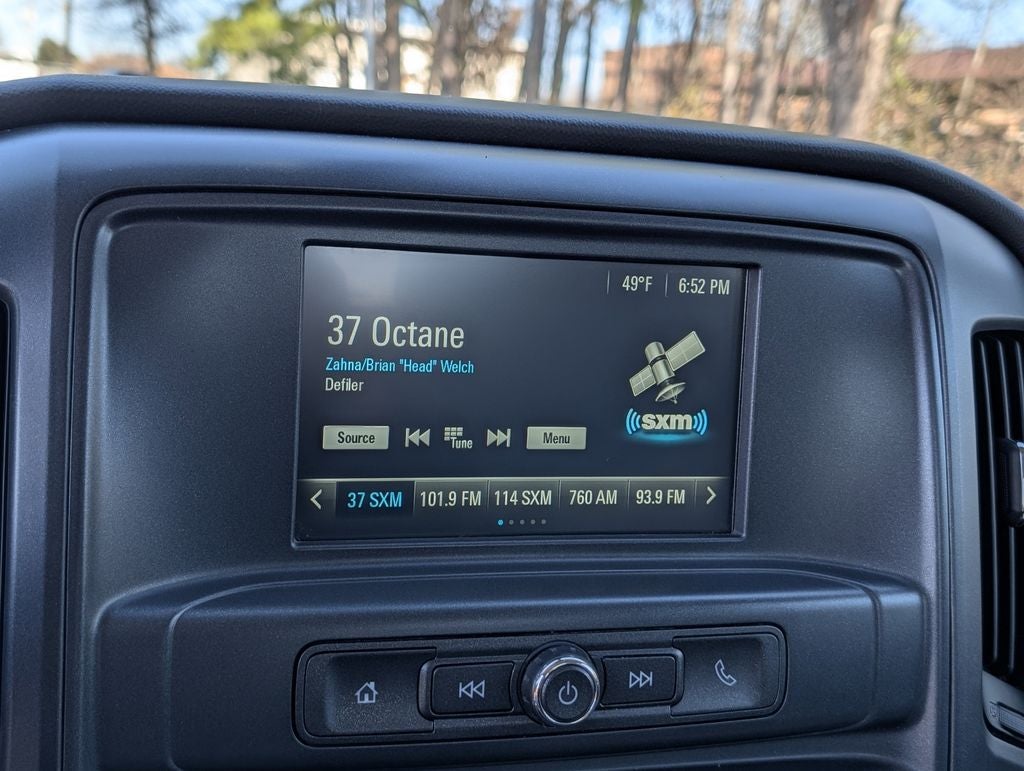 49°F 6:52 PM
37 Octane
Zahna/Brian "Head" Welch
Defiler
sxm
Source Tune Menu
37 SXM 101.9 FM 114 SXM 760 AM 93.9 FM